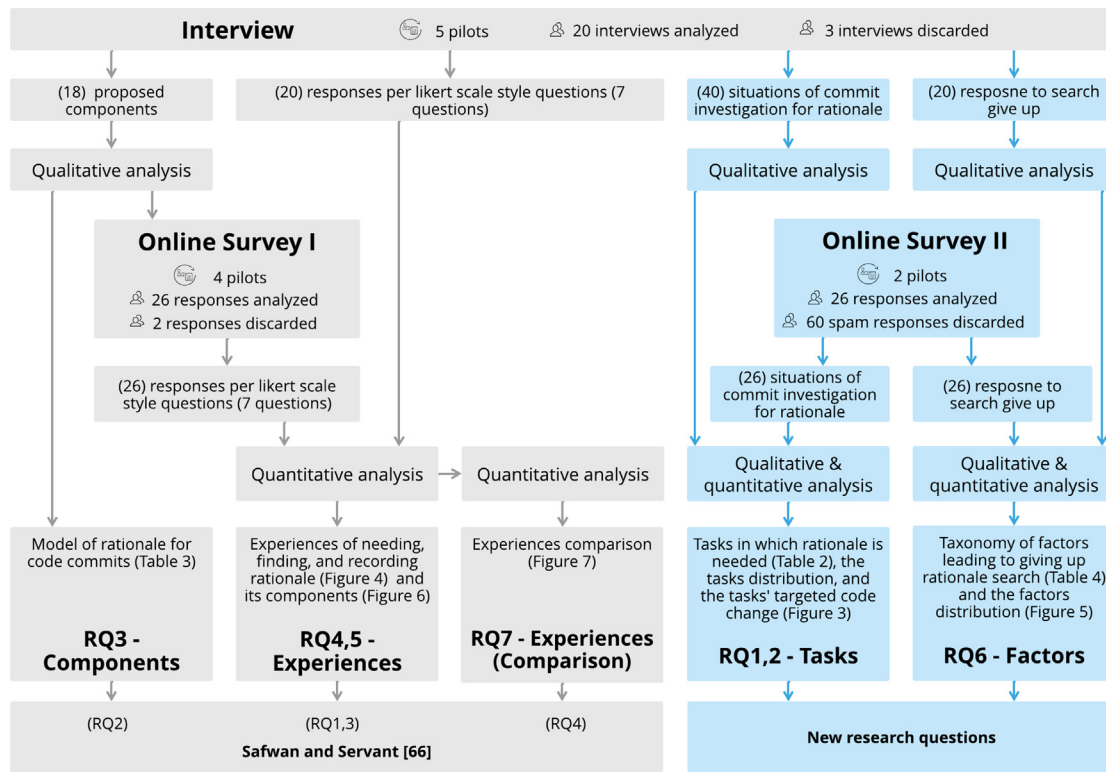 Interview
5 pilots
20 interviews analyzed
3 interviews discarded
(18) proposed
components
(20) responses per likert scale style questions (7
questions)
(40) situations of commit
investigation for rationale
(20) resposne to search
give up
Qualitative analysis
Qualitative analysis
Qualitative analysis
Online Survey I
4 pilots
26 responses analyzed
2 responses discarded
Online Survey II
2 pilots
26 responses analyzed
60 spam responses discarded
(26) responses per likert scale
style questions (7 questions)
(26) situations of
commit investigation
for rationale
(26) resposne to
search give up
Quantitative analysis
Quantitative analysis
Qualitative &
quantitative analysis
Qualitative &
quantitative analysis
Model of rationale for
code commits (Table 3)
RQ3 -
Components
Experiences of needing,
finding, and recording
rationale (Figure 4) and
its components (Figure 6)
RQ4,5 -
Experiences
Experiences comparison
(Figure 7)
RQ7 - Experiences
(Comparison)
Tasks in which rationale is
needed (Table 2), the
tasks distribution, and
the tasks' targeted code
change (Figure 3)
RQ1,2 - Tasks
Taxonomy of factors
leading to giving up
rationale search (Table 4)
and the factors
distribution (Figure 5)
RQ6 - Factors
(RQ2)
(RQ1,3)
(RQ4)
Safwan and Servant [66]
New research questions